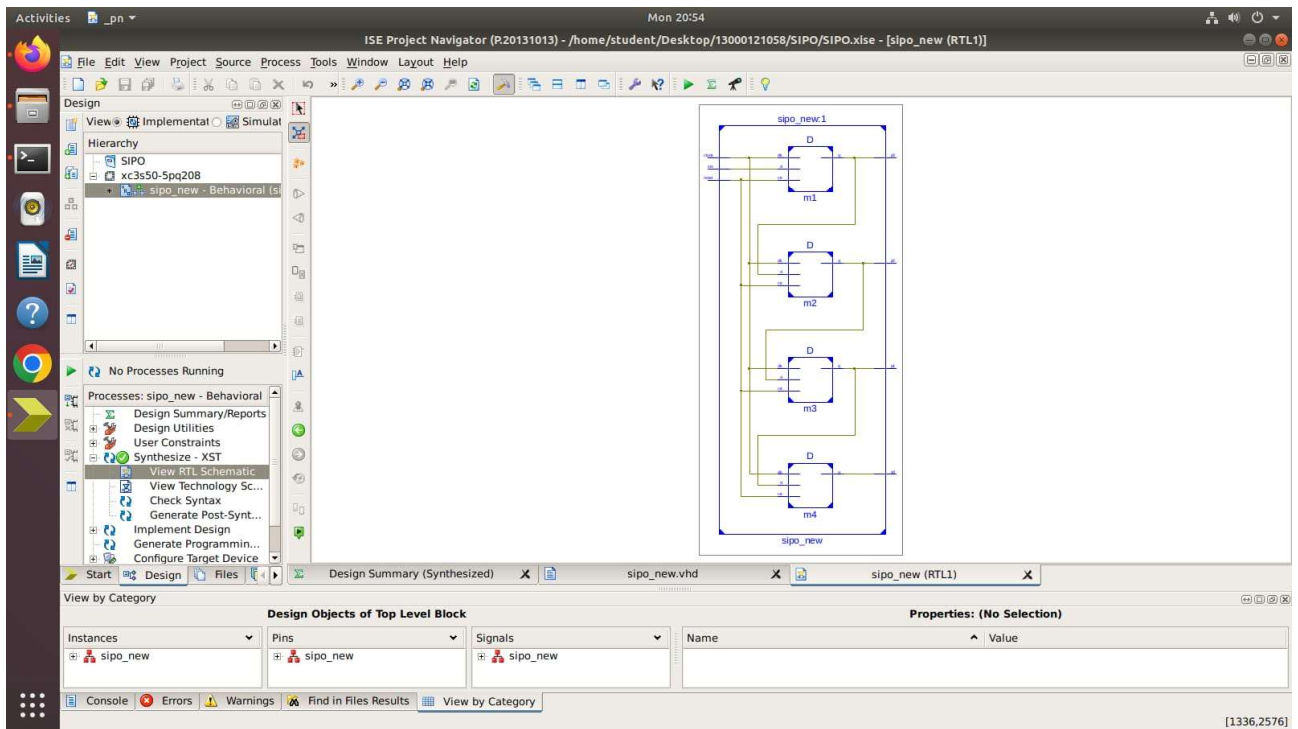 Activities _pn Mon 20:54
ISE Project Navigator (P.20131013) - /home/student/Desktop/13000121058/SIPO/SIPO.xise - [sipo_new (RTL1)]
File Edit View Project Source Process Tools Window Layout Help
Design
View Implementat Simulat
Hierarchy
SIPO
xc3s50-5pq208
sipo_new - Behavioral (si
No Processes Running
Processes: sipo_new - Behavioral
Design Summary/Reports
Design Utilities
User Constraints
Synthesize - XST
View RTL Schematic
View Technology Sc...
Check Syntax
Generate Post-Synt...
Implement Design
Generate Programmin...
Configure Target Device
Start Design Files
sipo_new:1
D
m1
D
m2
D
m3
D
m4
sipo_new
Design Summary (Synthesized) sipo_new.vhd sipo_new (RTL1)
View by Category
Design Objects of Top Level Block Properties: (No Selection)
Instances Pins Signals Name Value
sipo_new sipo_new sipo_new
Console Errors Warnings Find in Files Results View by Category
[1336,2576]